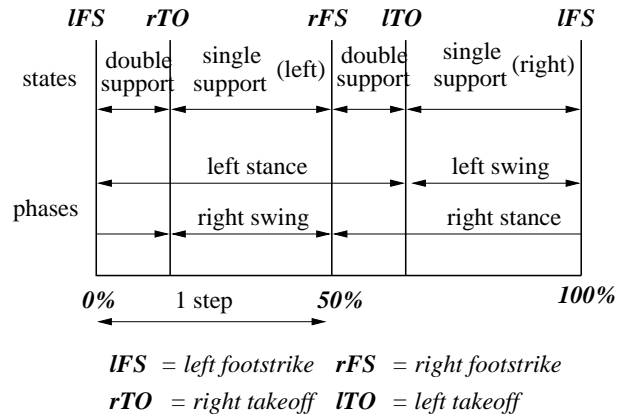 lFS rTO rFS lTO lFS
states double support single support (left) double support single support (right)
left stance left swing
phases
right swing right stance
0% 1 step 50% 100%
lFS = left footstrike rFS = right footstrike
rTO = right takeoff lTO = left takeoff